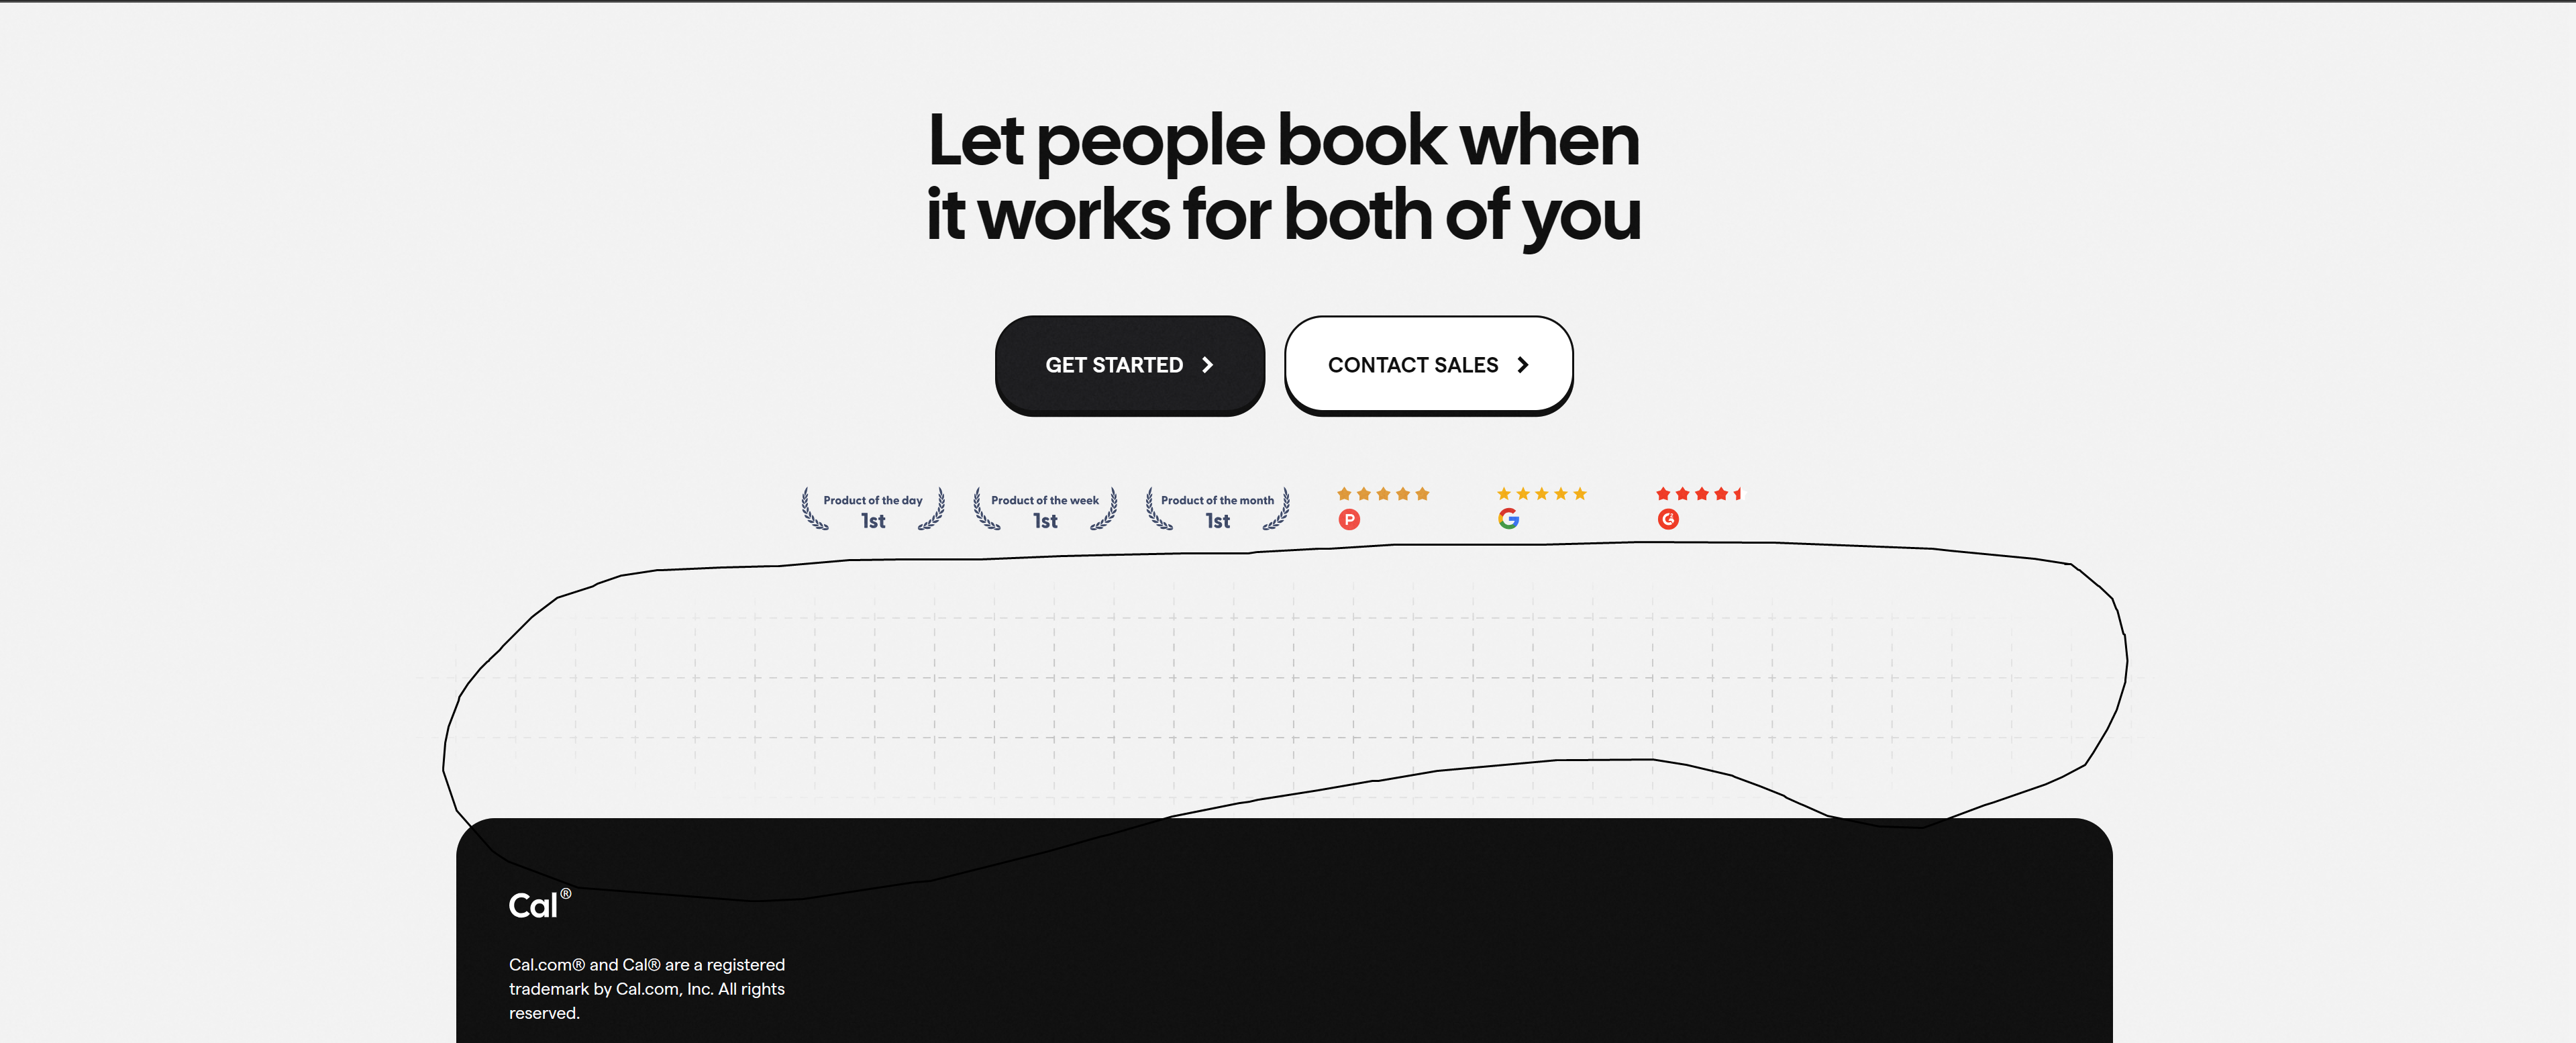 Let people book when
it works for both of you
GET STARTED
CONTACT SALES
Product of the day
1st
Product of the week
1st
Product of the month
1st
P
G
G2
Cal®
Cal.com® and Cal® are a registered
trademark by Cal.com, Inc. All rights
reserved.